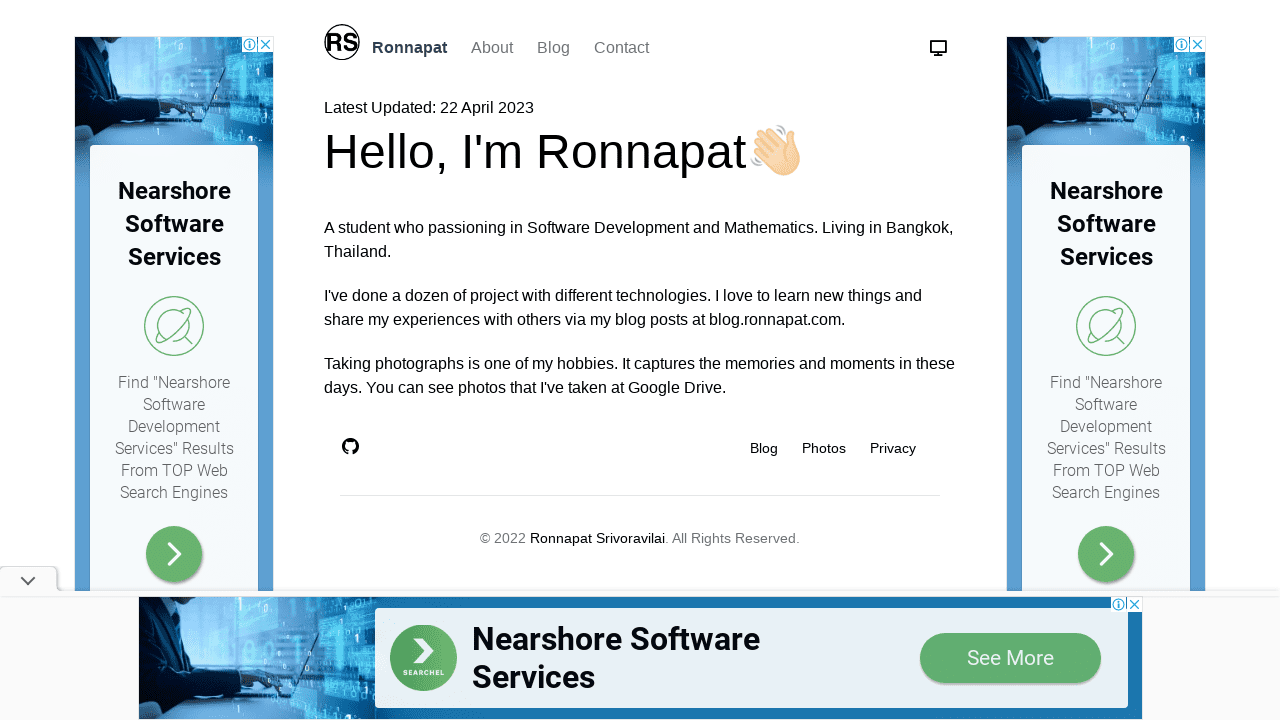 RS Ronnapat About Blog Contact
Latest Updated: 22 April 2023
Hello, I'm Ronnapat👋🏻
A student who passioning in Software Development and Mathematics. Living in Bangkok,
Thailand.
I've done a dozen of project with different technologies. I love to learn new things and
share my experiences with others via my blog posts at blog.ronnapat.com.
Taking photographs is one of my hobbies. It captures the memories and moments in these
days. You can see photos that I've taken at Google Drive.
Blog Photos Privacy
© 2022 Ronnapat Srivoravilai. All Rights Reserved.
Nearshore
Software
Services
Find "Nearshore
Software
Development
Services" Results
From TOP Web
Search Engines
Nearshore
Software
Services
Find "Nearshore
Software
Development
Services" Results
From TOP Web
Search Engines
SEARCHEL
Nearshore Software
Services
See More